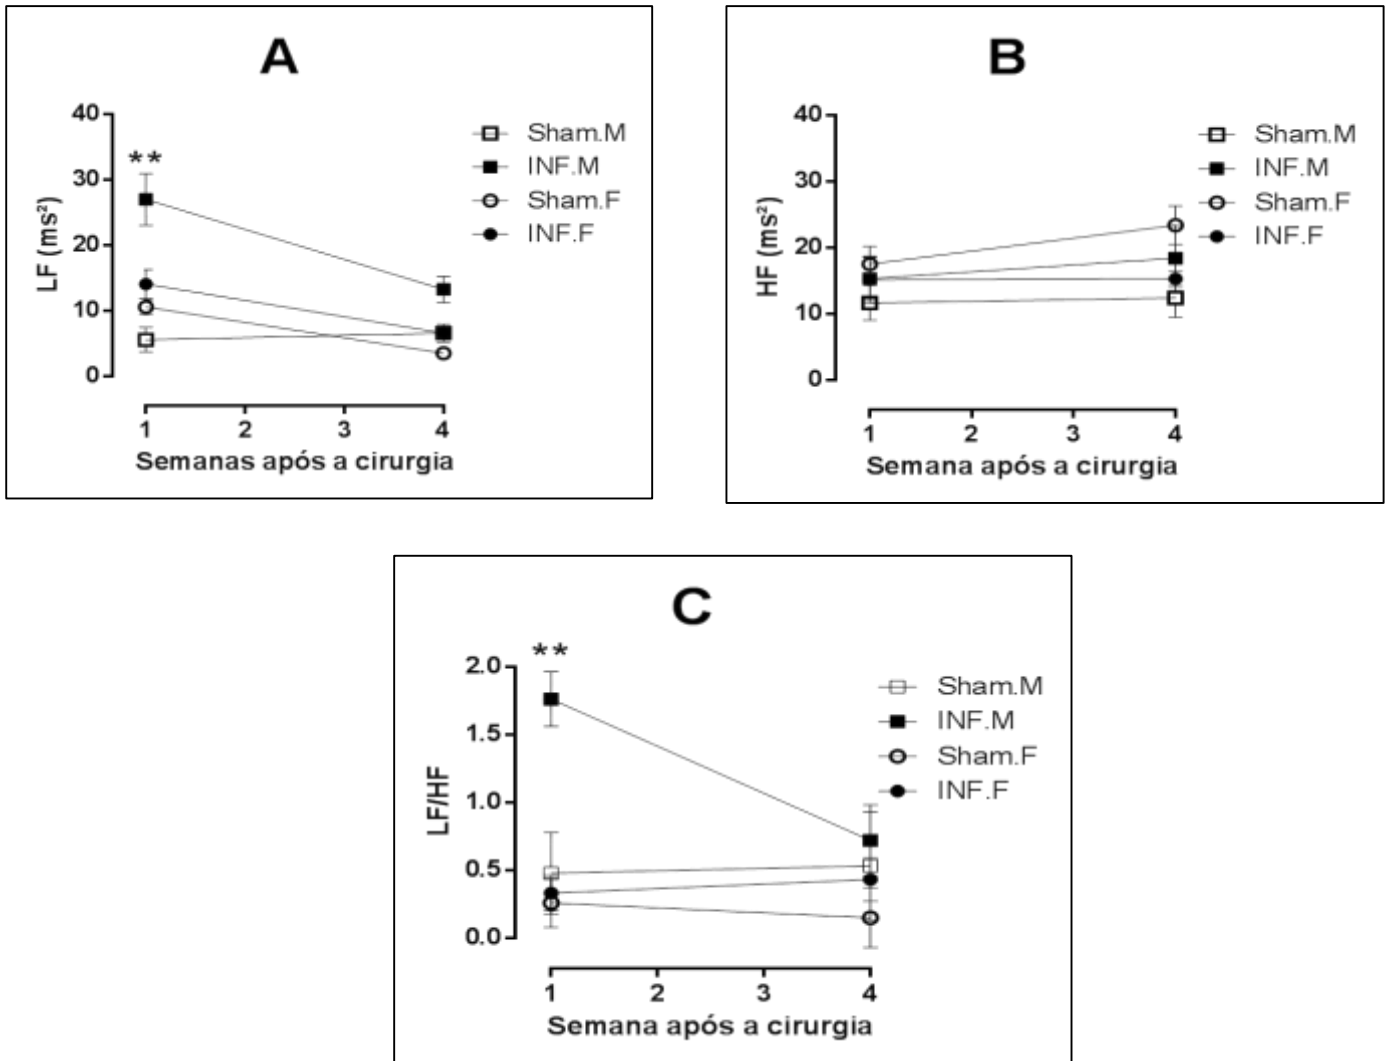 A
40
30
20
10
0
**
LF (ms²)
1 2 3 4
Semanas após a cirurgia
Sham.M
INF.M
Sham.F
INF.F
B
40
30
20
10
0
HF (ms²)
1 2 3 4
Semana após a cirurgia
Sham.M
INF.M
Sham.F
INF.F
C
**
2.0
1.5
1.0
0.5
0.0
LF/HF
1 2 3 4
Semana após a cirurgia
Sham.M
INF.M
Sham.F
INF.F